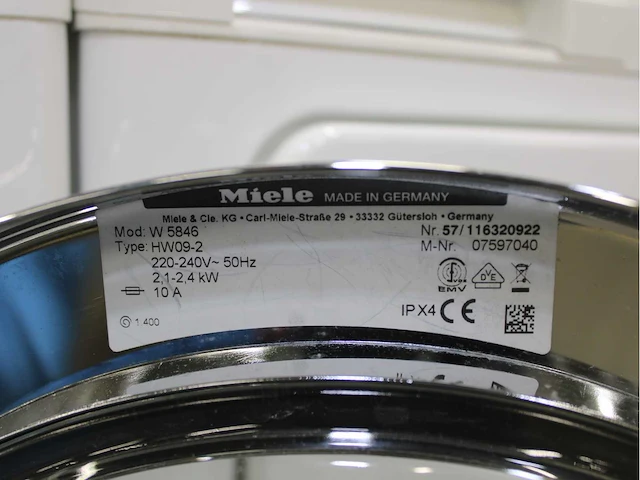 Miele MADE IN GERMANY
Miele & Cie. KG • Carl-Miele-Straße 29 • 33332 Gütersloh • Germany
Mod: W 5846 Nr. 57/116320922
Type: HW09-2 M-Nr. 07597040
220-240V~ 50Hz
2,1-2,4 kW
10 A
EMV
VDE
IPX4 CE
1 400